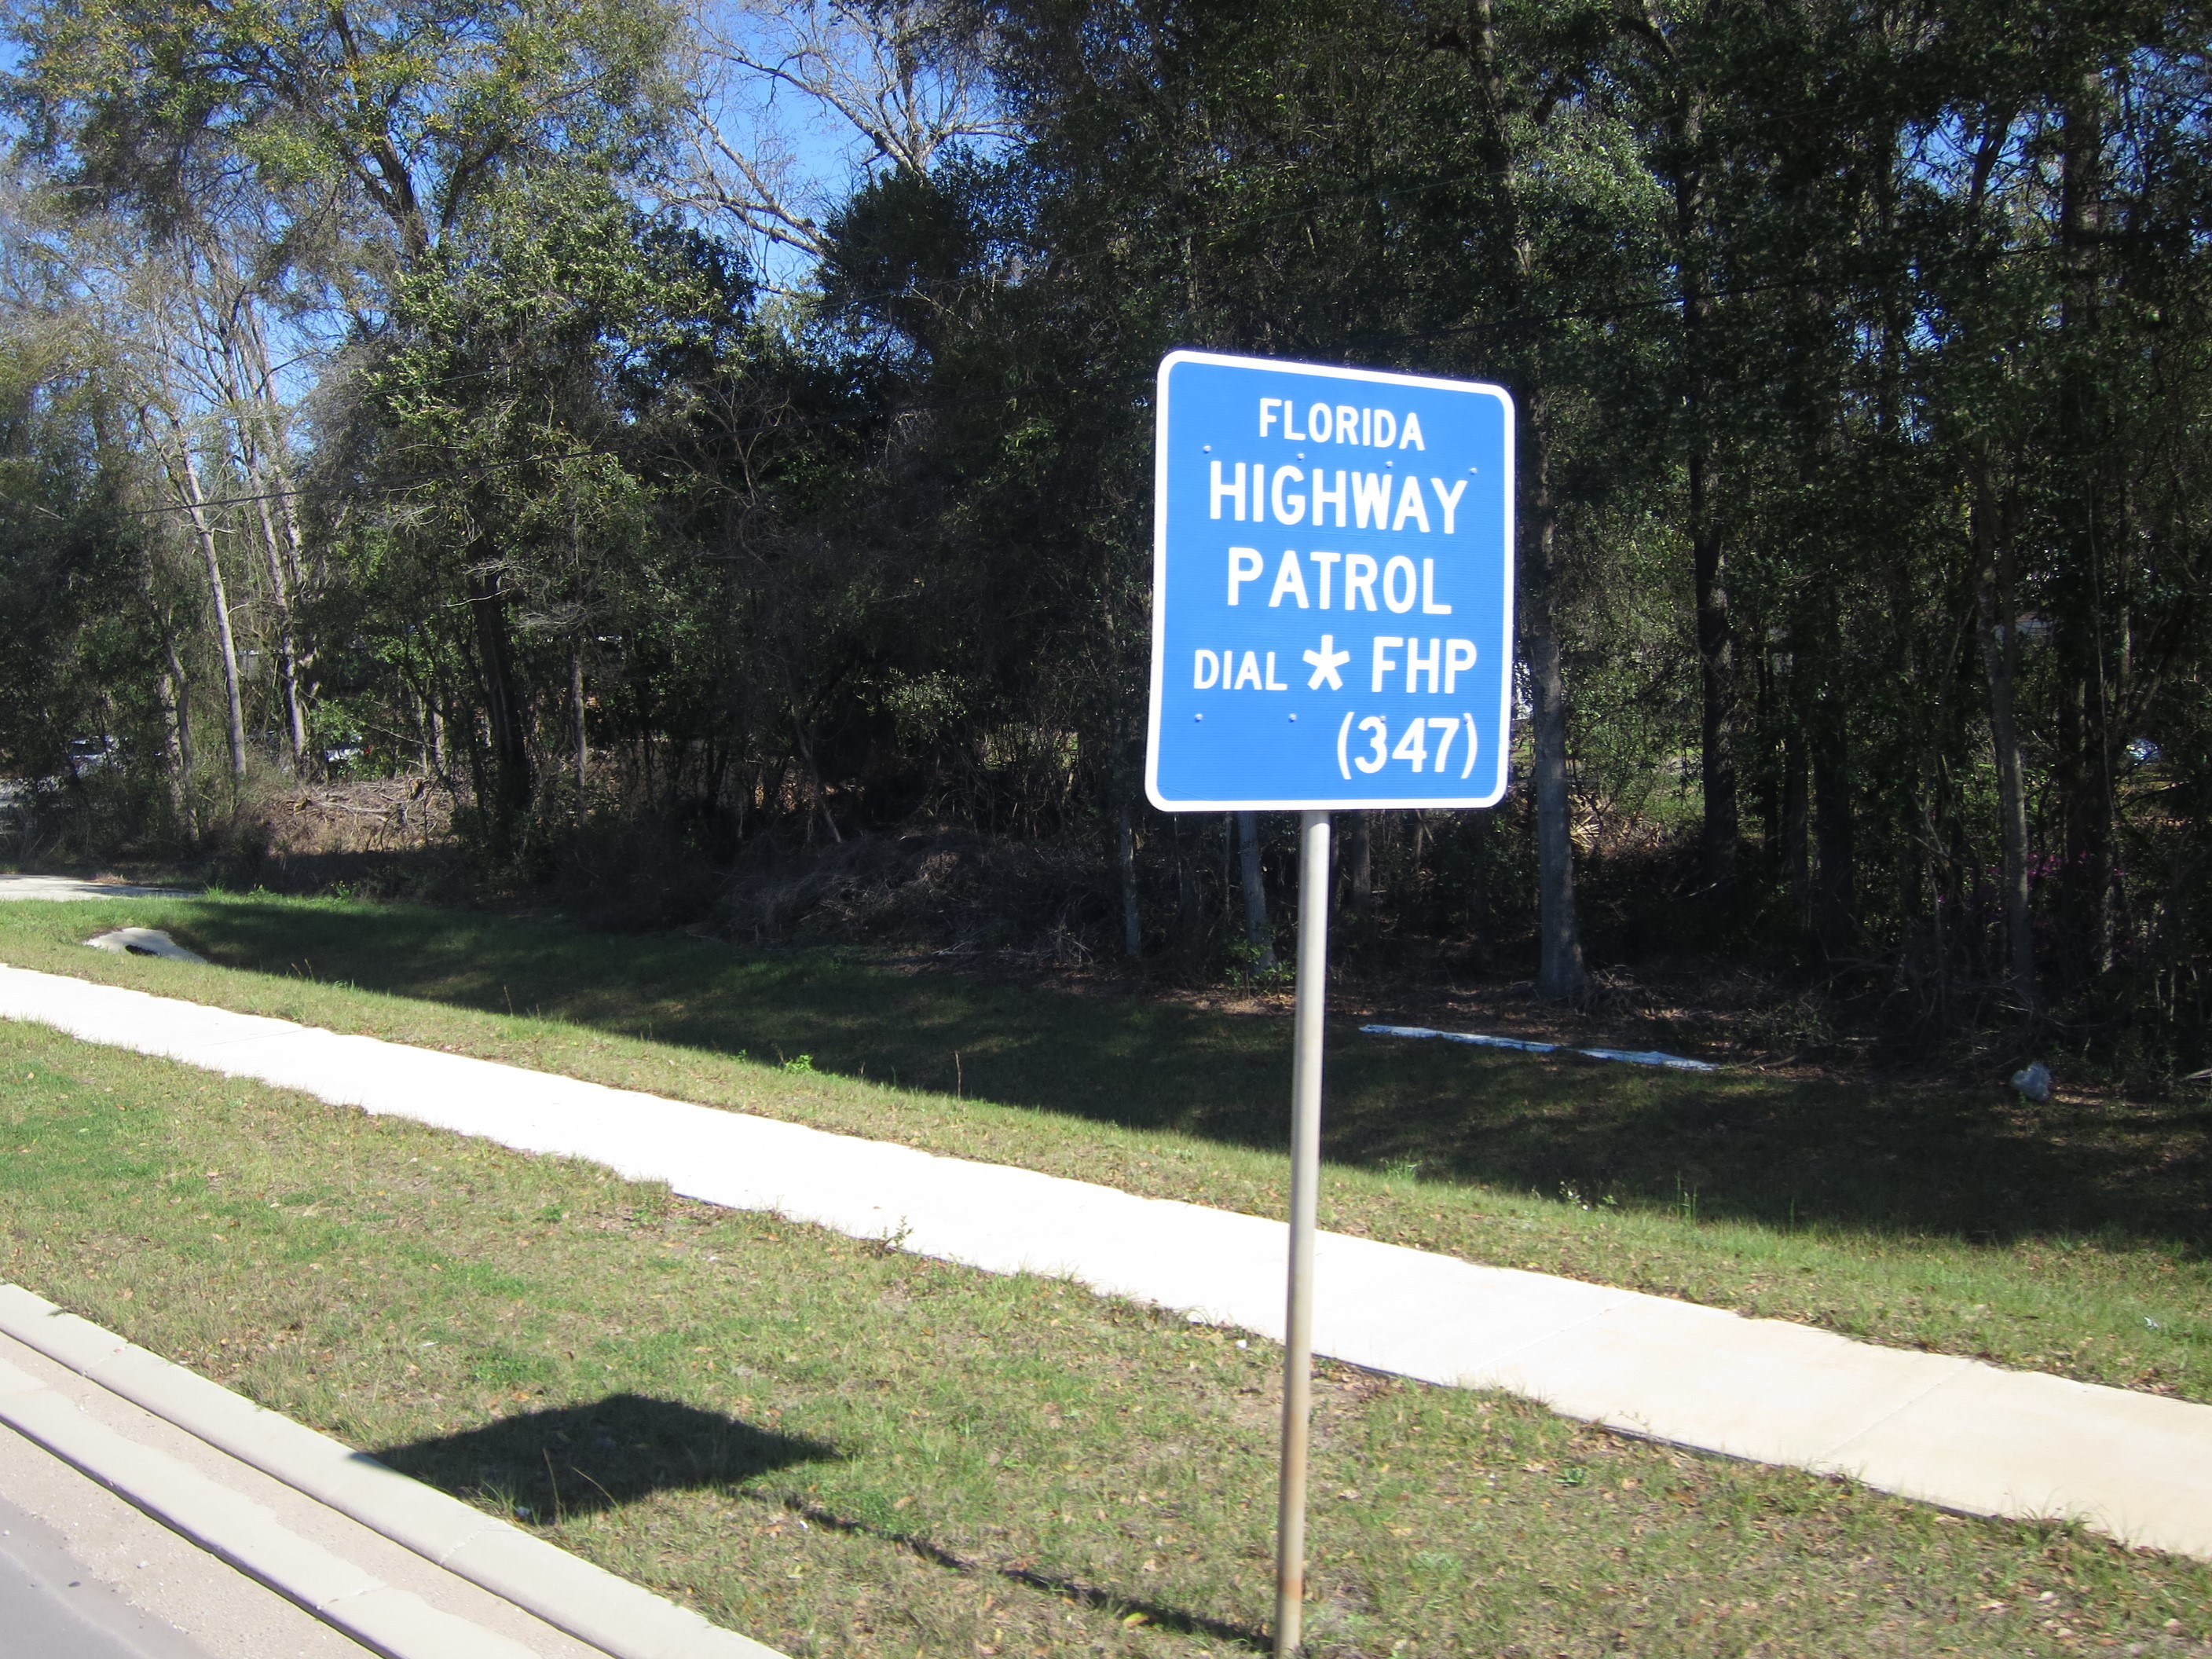 FLORIDA
HIGHWAY
PATROL
DIAL * FHP
(347)